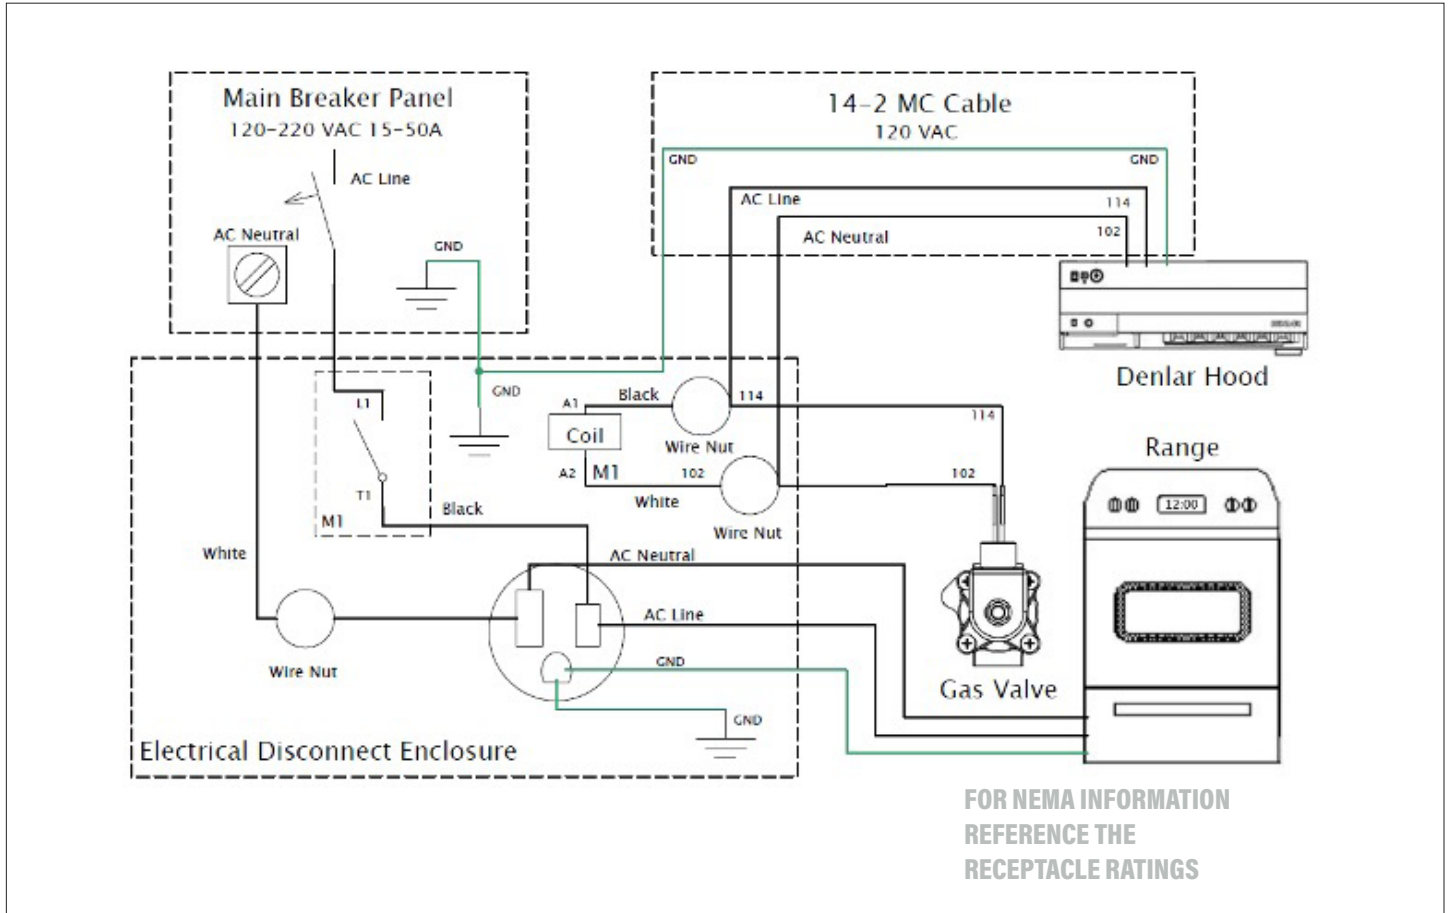 Main Breaker Panel
120-220 VAC 15-50A
AC Line
AC Neutral
GND
14-2 MC Cable
120 VAC
GND
GND
AC Line
114
102
AC Neutral
Denlar Hood
L1
T1
M1
GND
A1
Black
114
Coil
Wire Nut
A2
M1
102
White
Wire Nut
114
102
Black
White
Wire Nut
AC Neutral
AC Line
GND
GND
Electrical Disconnect Enclosure
Gas Valve
Range
12:00
FOR NEMA INFORMATION
REFERENCE THE
RECEPTACLE RATINGS